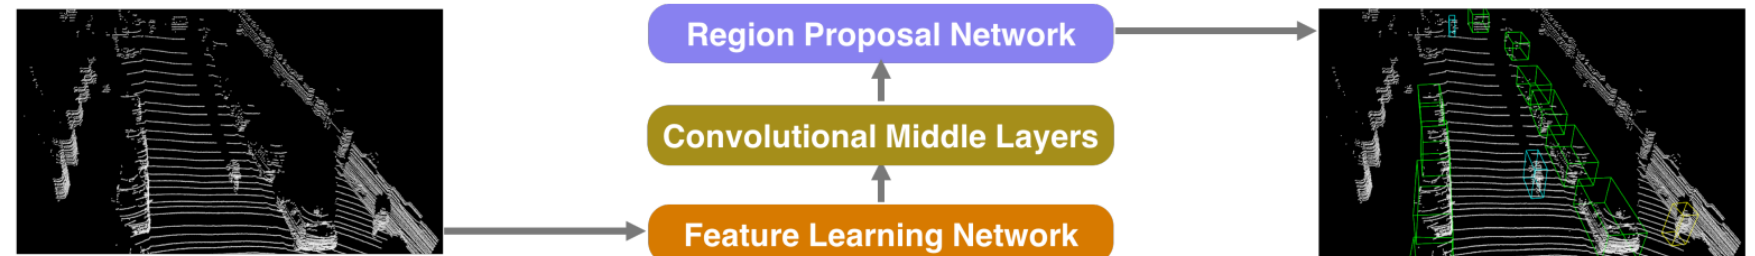 Region Proposal Network
Convolutional Middle Layers
Feature Learning Network